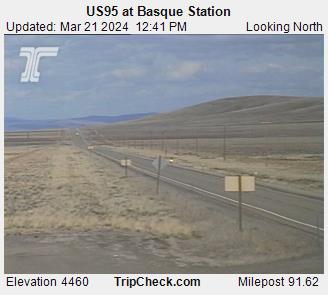 US95 at Basque Station
Updated: Mar 21 2024 12:41 PM Looking North
Elevation 4460 TripCheck.com Milepost 91.62